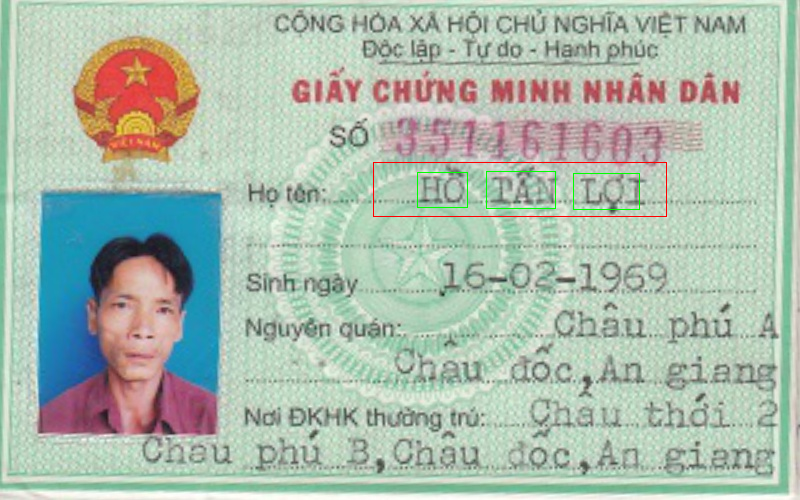 CỘNG HÒA XÃ HỘI CHỦ NGHĨA VIỆT NAM
Độc lập - Tự do - Hạnh phúc
GIẤY CHỨNG MINH NHÂN DÂN
SỐ 351161603
VIỆT NAM
Họ tên: HỒ TẤN LỢI
Sinh ngày 16-02-1969
Nguyên quán: Châu phú A
Châu đốc,An giang
Nơi ĐKHK thường trú: Châu thới 2
Châu phú B,Châu đốc,An giang